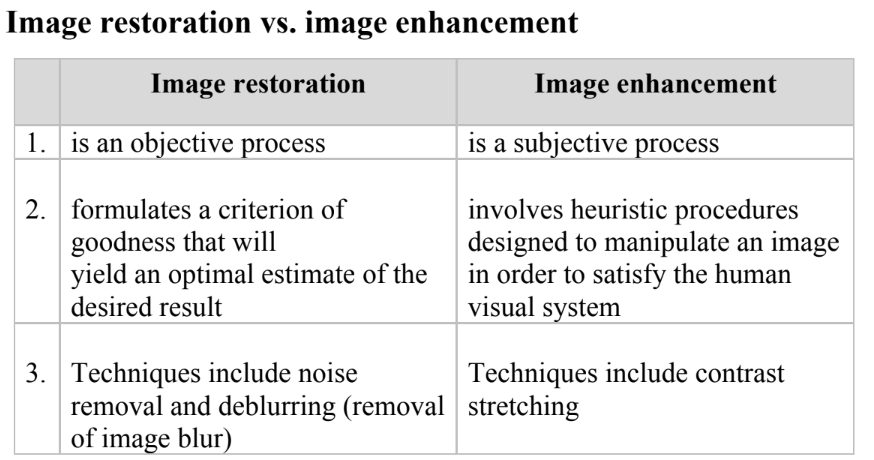 Image restoration vs. image enhancement
Image restoration
Image enhancement
1. is an objective process
is a subjective process
2. formulates a criterion of
goodness that will
yield an optimal estimate of the
desired result
involves heuristic procedures
designed to manipulate an image
in order to satisfy the human
visual system
3. Techniques include noise
removal and deblurring (removal
of image blur)
Techniques include contrast
stretching